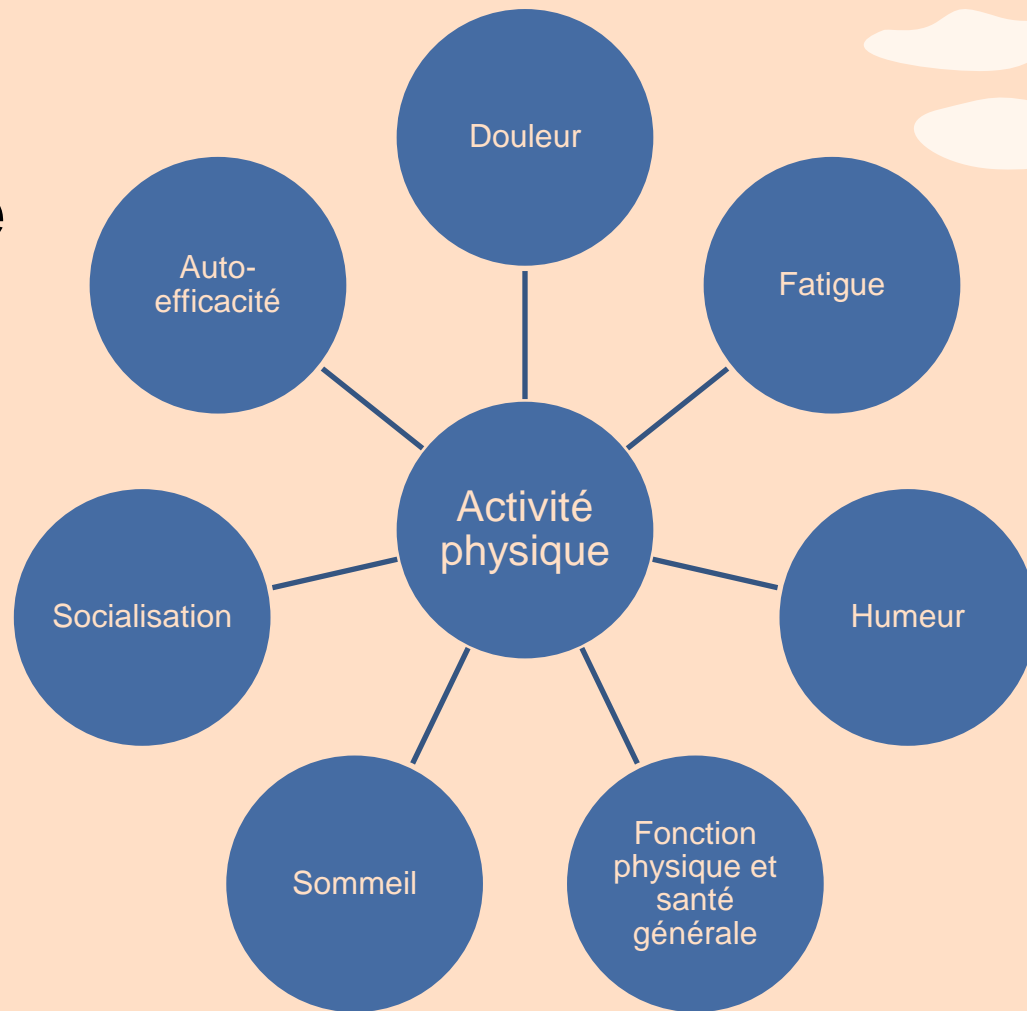 Douleur
Auto-
efficacité
Fatigue
Activité
physique
Socialisation
Humeur
Sommeil
Fonction
physique et
santé
générale